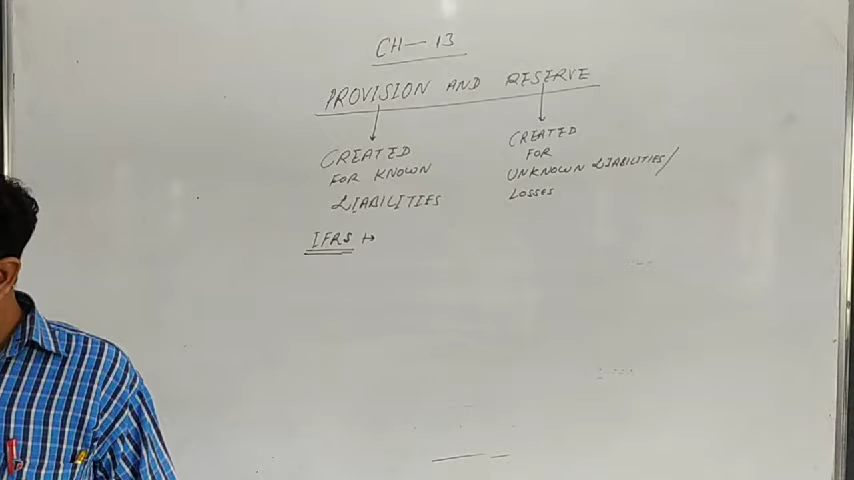 CH - 13
PROVISION AND RESERVE
CREATED
FOR KNOWN
LIABILITIES
CREATED
FOR
UNKNOWN LIABILITIES/
LOSSES
IFRS